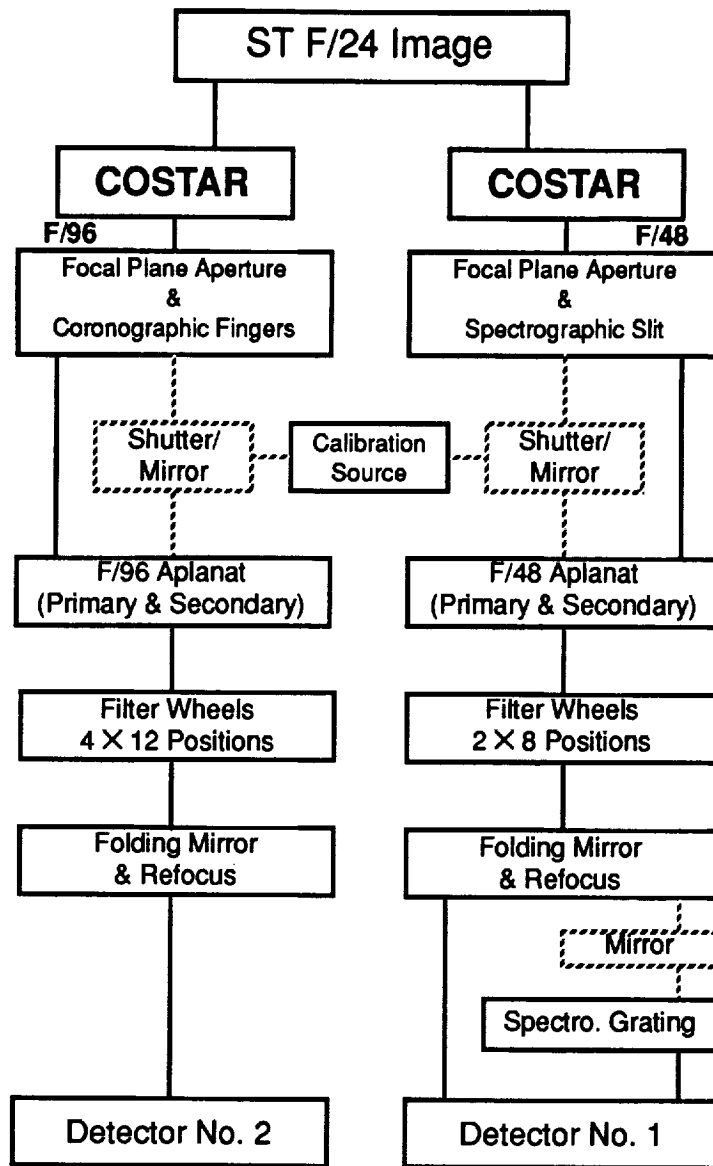 ST F/24 Image
COSTAR
COSTAR
F/96
F/48
Focal Plane Aperture
&
Coronographic Fingers
Focal Plane Aperture
&
Spectrographic Slit
Shutter/
Mirror
Calibration
Source
Shutter/
Mirror
F/96 Aplanat
(Primary & Secondary)
F/48 Aplanat
(Primary & Secondary)
Filter Wheels
4 × 12 Positions
Filter Wheels
2 × 8 Positions
Folding Mirror
& Refocus
Folding Mirror
& Refocus
Mirror
Spectro. Grating
Detector No. 2
Detector No. 1